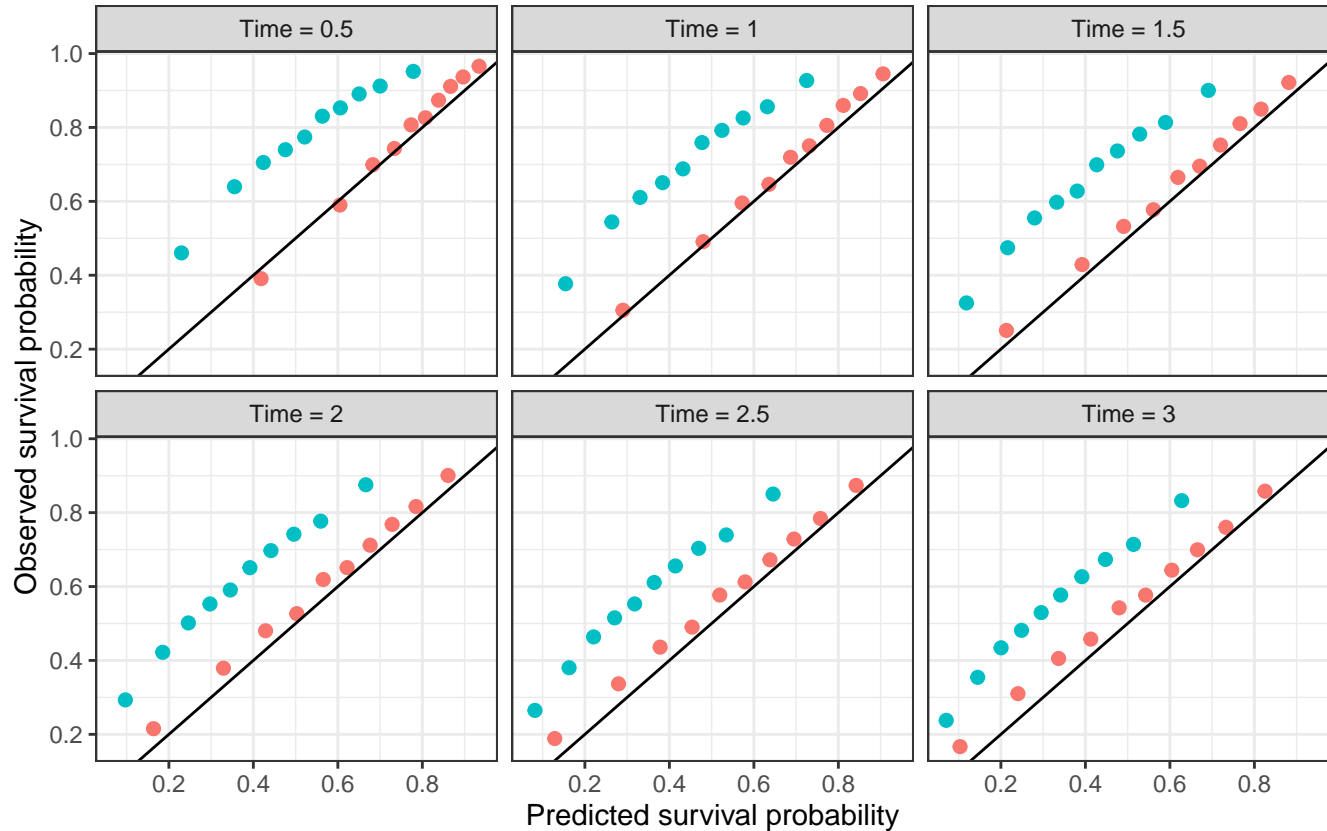 Time = 0.5
Time = 1
Time = 1.5
1.0
0.8
0.6
0.4
0.2
Time = 2
Time = 2.5
Time = 3
1.0
0.8
0.6
0.4
0.2
0.2 0.4 0.6 0.8
0.2 0.4 0.6 0.8
0.2 0.4 0.6 0.8
Observed survival probability
Predicted survival probability